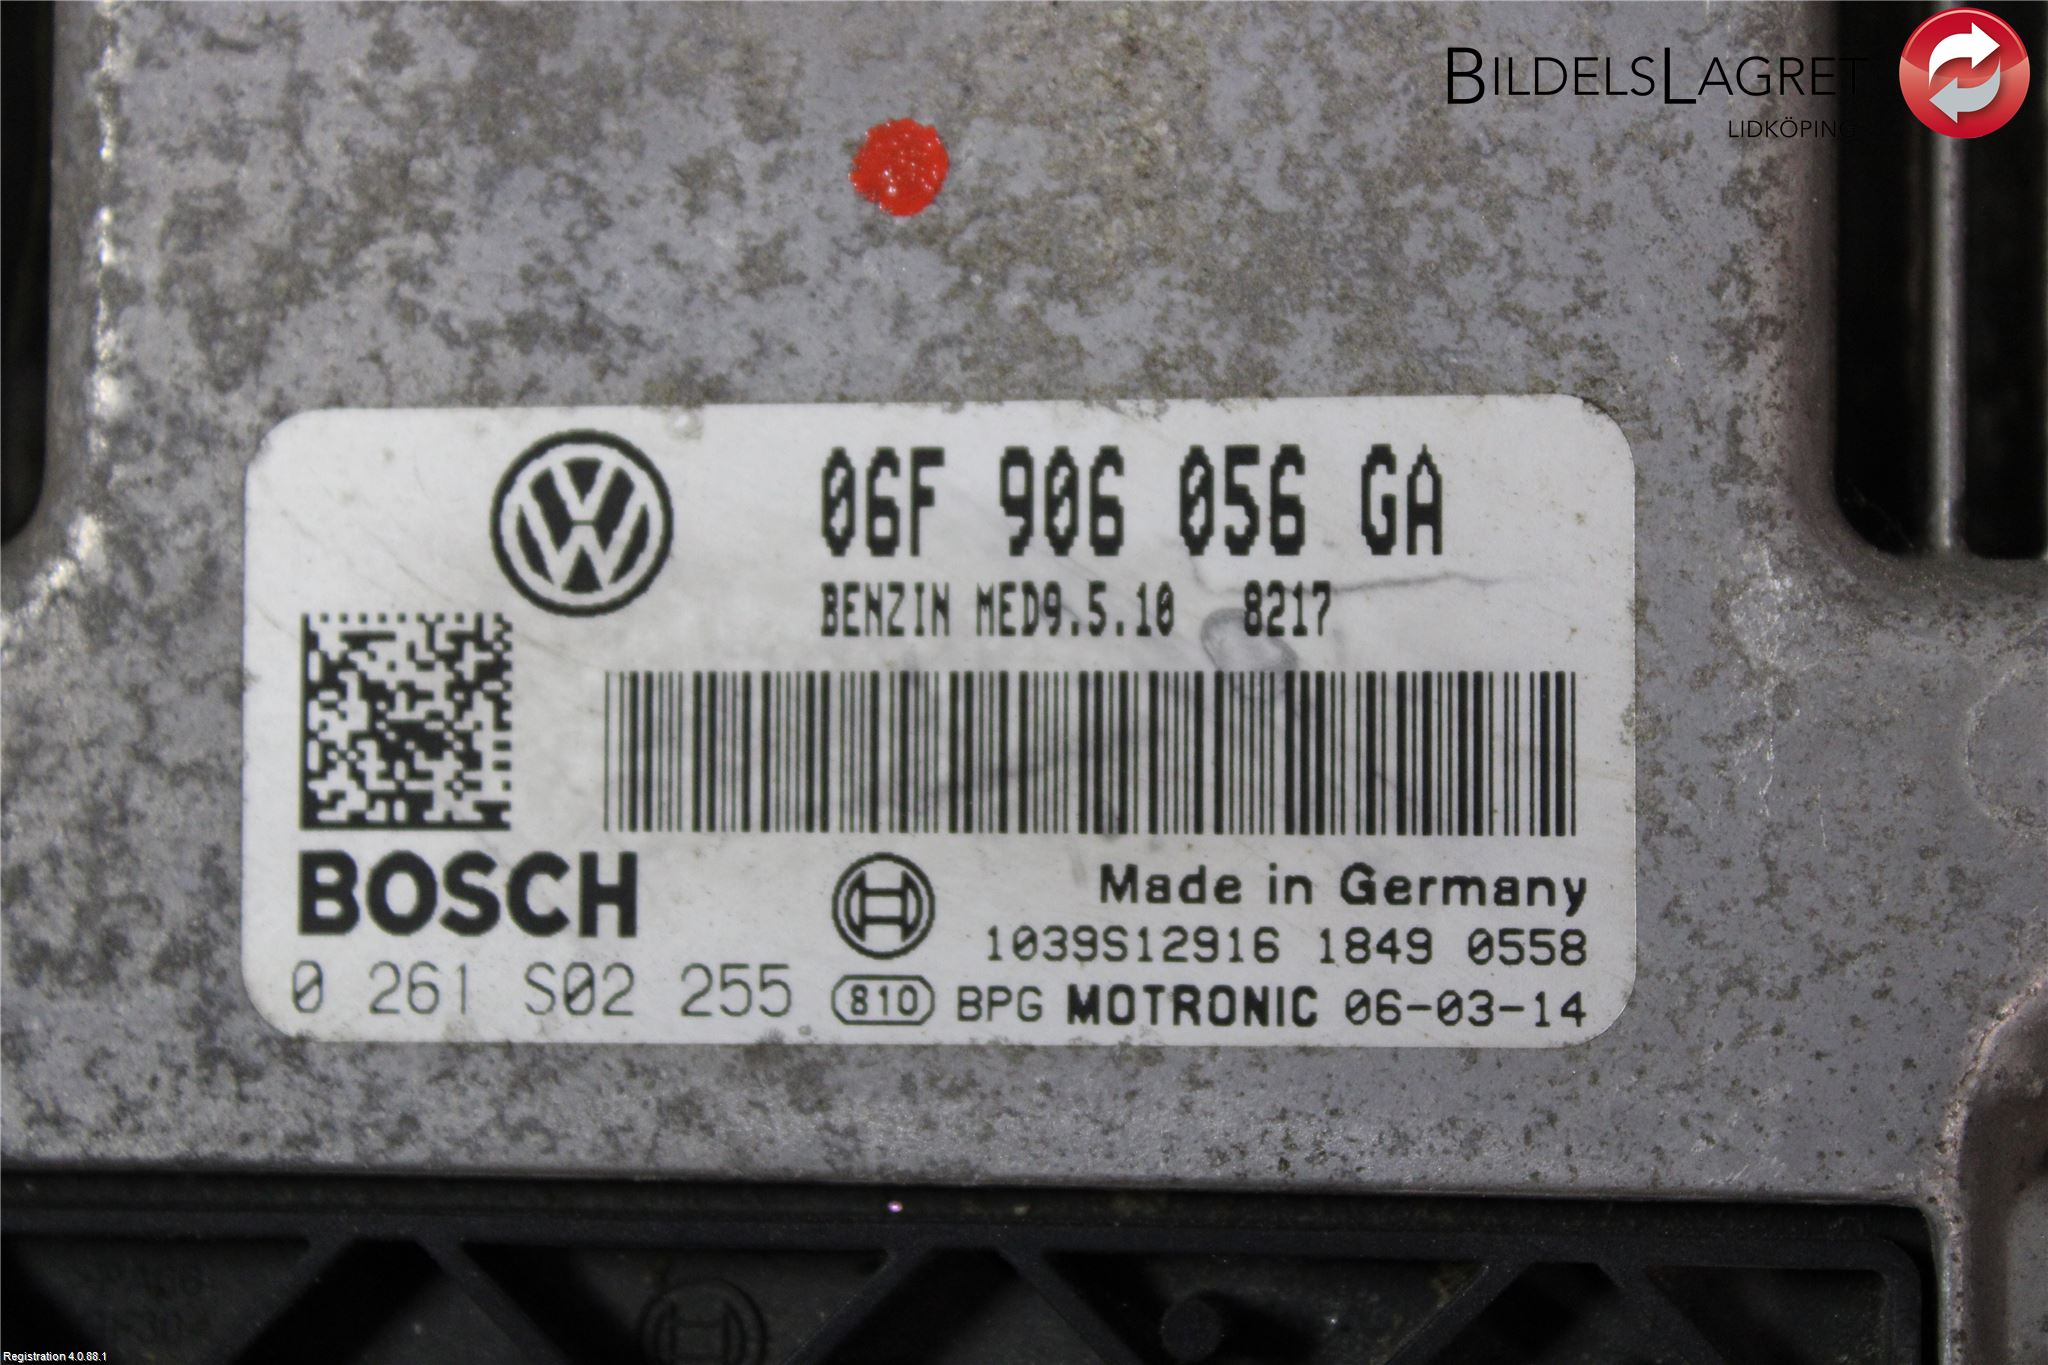 BILDELSLAGRET
LIDKÖPING
06F 906 056 GA
BENZIN MED9.5.10 8217
BOSCH
Made in Germany
1039S12916 1849 0558
0 261 S02 255 810 BPG MOTRONIC 06-03-14
Registration 4.0.88.1